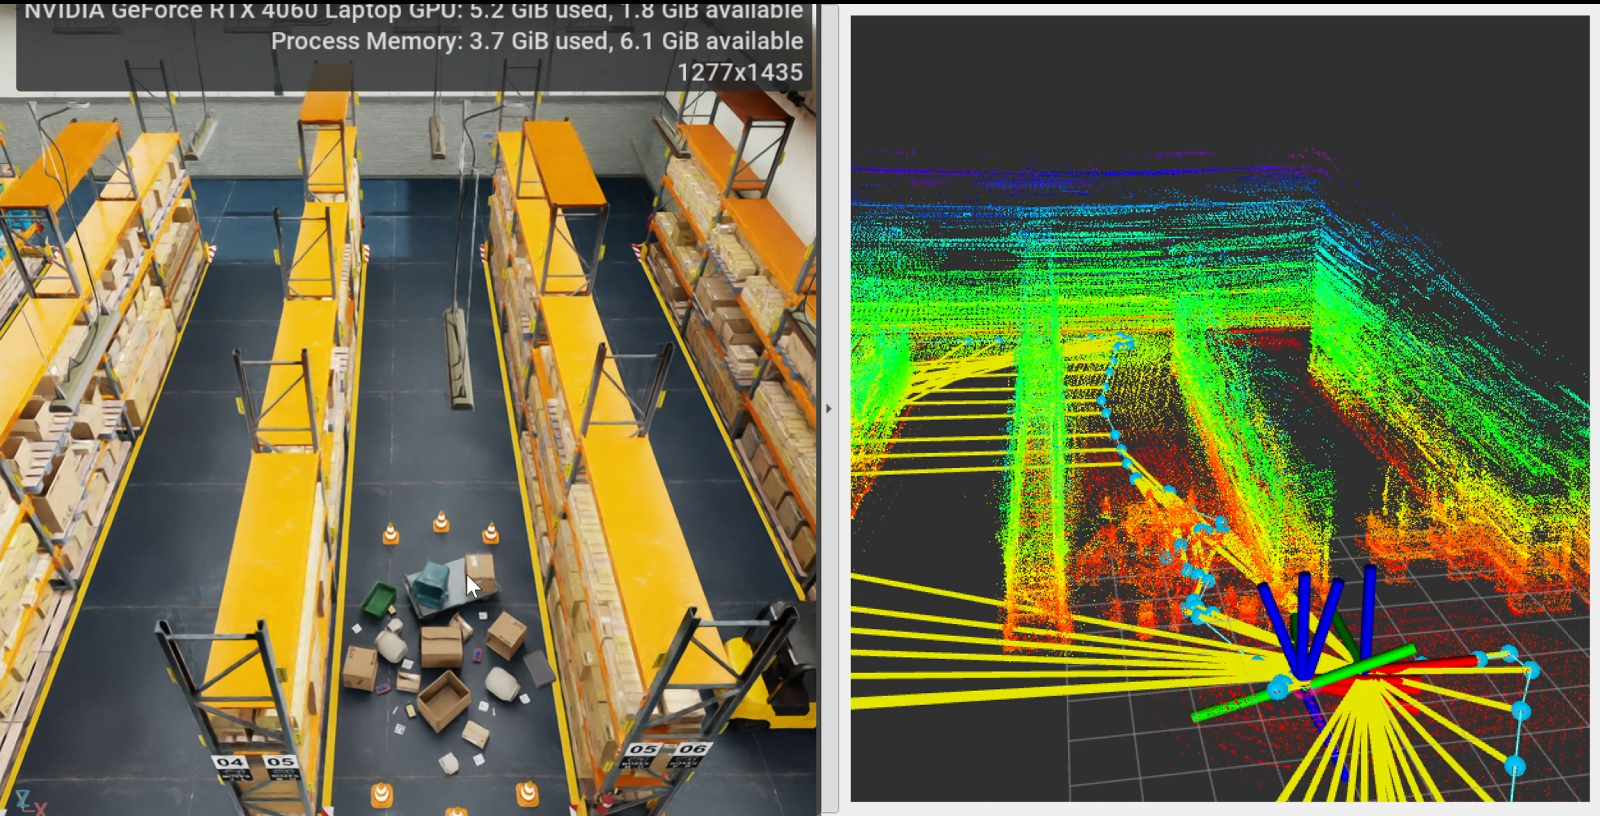 NVIDIA GeForce RTX 4060 Laptop GPU: 5.2 GiB used, 1.8 GiB available
Process Memory: 3.7 GiB used, 6.1 GiB available
1277x1435
04 05
05 06
X